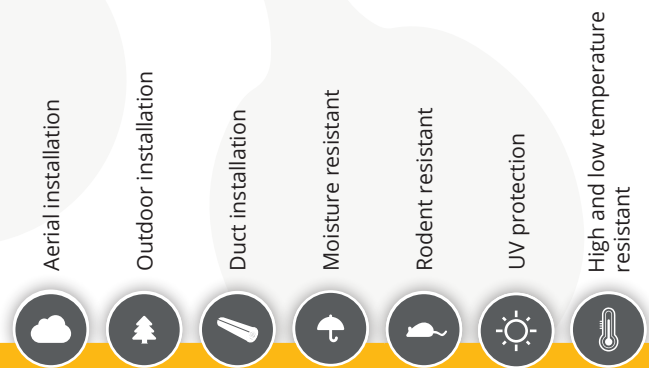 Aerial installation
Outdoor installation
Duct installation
Moisture resistant
Rodent resistant
UV protection
High and low temperature
resistant